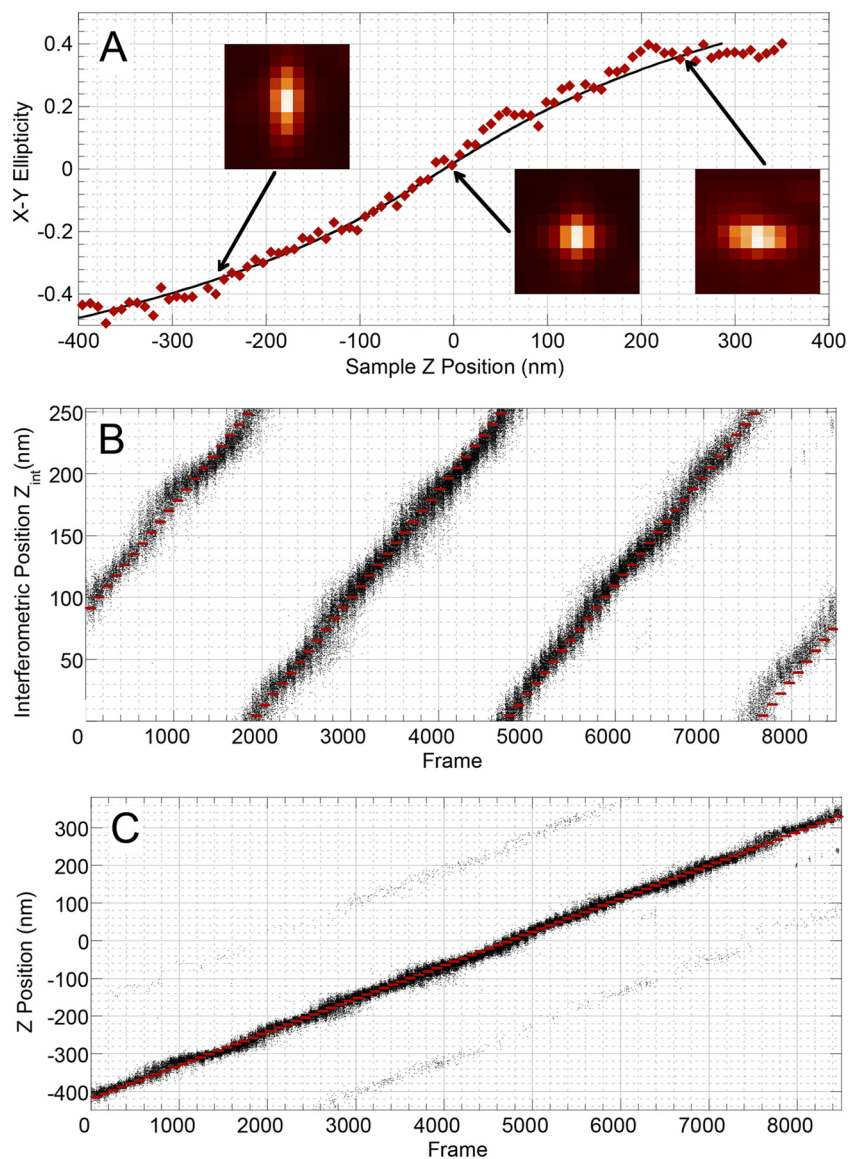 A
X-Y Ellipticity
0.4
0.2
0
-0.2
-0.4
-400 -300 -200 -100 0 100 200 300 400
Sample Z Position (nm)
B
Interferometric Position Z_int (nm)
250
200
150
100
50
0 1000 2000 3000 4000 5000 6000 7000 8000
Frame
C
Z Position (nm)
300
200
100
0
-100
-200
-300
-400
0 1000 2000 3000 4000 5000 6000 7000 8000
Frame